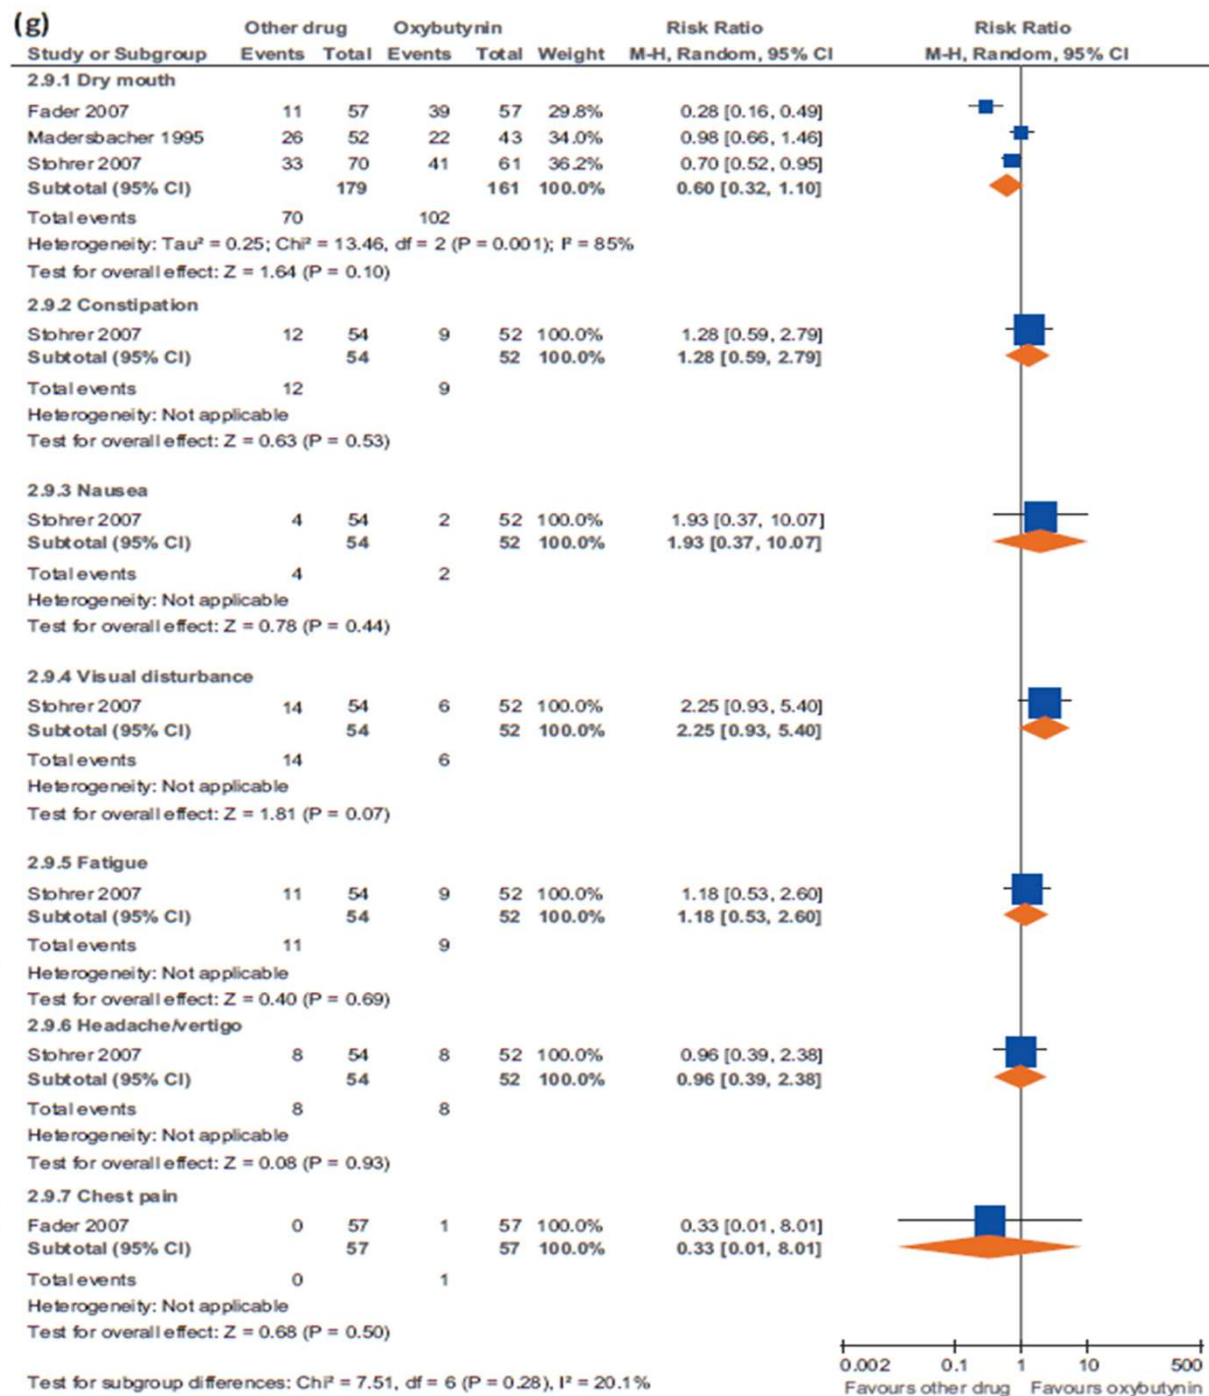 (g)
Other drug Oxybutynin Risk Ratio Risk Ratio
Study or Subgroup Events Total Events Total Weight M-H, Random, 95% CI M-H, Random, 95% CI
2.9.1 Dry mouth
Fader 2007 11 57 39 57 29.8% 0.28 [0.16, 0.49]
Madersbacher 1995 26 52 22 43 34.0% 0.98 [0.66, 1.46]
Stohrer 2007 33 70 41 61 36.2% 0.70 [0.52, 0.95]
Subtotal (95% CI) 179 161 100.0% 0.60 [0.32, 1.10]
Total events 70 102
Heterogeneity: Tau² = 0.25; Chi² = 13.46, df = 2 (P = 0.001); I² = 85%
Test for overall effect: Z = 1.64 (P = 0.10)
2.9.2 Constipation
Stohrer 2007 12 54 9 52 100.0% 1.28 [0.59, 2.79]
Subtotal (95% CI) 54 52 100.0% 1.28 [0.59, 2.79]
Total events 12 9
Heterogeneity: Not applicable
Test for overall effect: Z = 0.63 (P = 0.53)
2.9.3 Nausea
Stohrer 2007 4 54 2 52 100.0% 1.93 [0.37, 10.07]
Subtotal (95% CI) 54 52 100.0% 1.93 [0.37, 10.07]
Total events 4 2
Heterogeneity: Not applicable
Test for overall effect: Z = 0.78 (P = 0.44)
2.9.4 Visual disturbance
Stohrer 2007 14 54 6 52 100.0% 2.25 [0.93, 5.40]
Subtotal (95% CI) 54 52 100.0% 2.25 [0.93, 5.40]
Total events 14 6
Heterogeneity: Not applicable
Test for overall effect: Z = 1.81 (P = 0.07)
2.9.5 Fatigue
Stohrer 2007 11 54 9 52 100.0% 1.18 [0.53, 2.60]
Subtotal (95% CI) 54 52 100.0% 1.18 [0.53, 2.60]
Total events 11 9
Heterogeneity: Not applicable
Test for overall effect: Z = 0.40 (P = 0.69)
2.9.6 Headache/vertigo
Stohrer 2007 8 54 8 52 100.0% 0.96 [0.39, 2.38]
Subtotal (95% CI) 54 52 100.0% 0.96 [0.39, 2.38]
Total events 8 8
Heterogeneity: Not applicable
Test for overall effect: Z = 0.08 (P = 0.93)
2.9.7 Chest pain
Fader 2007 0 57 1 57 100.0% 0.33 [0.01, 8.01]
Subtotal (95% CI) 57 57 100.0% 0.33 [0.01, 8.01]
Total events 0 1
Heterogeneity: Not applicable
Test for overall effect: Z = 0.68 (P = 0.50)
0.002 0.1 1 10 500
Test for subgroup differences: Chi² = 7.51, df = 6 (P = 0.28), I² = 20.1%
Favours other drug Favours oxybutynin